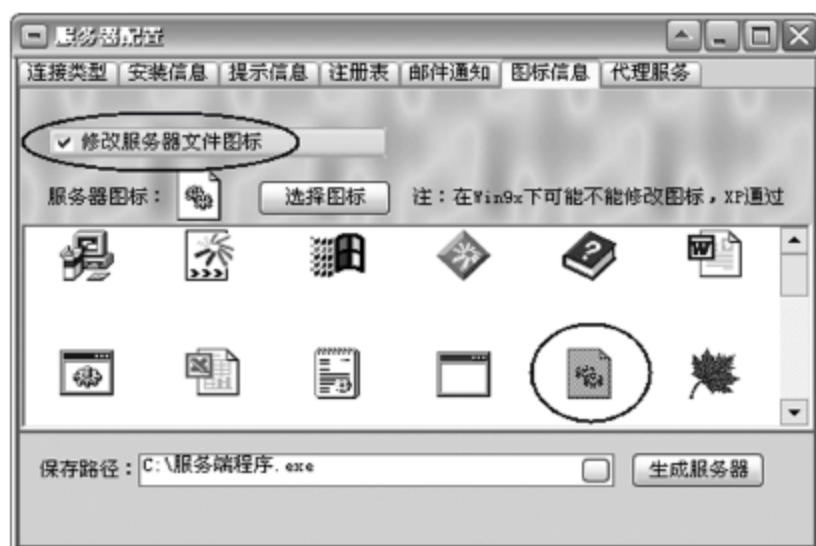 服务器配置
连接类型 安装信息 提示信息 注册表 邮件通知 图标信息 代理服务
修改服务器文件图标
服务器图标： 选择图标 注：在Win9x下可能不能修改图标，XP通过
保存路径： C:\服务端程序.exe 生成服务器